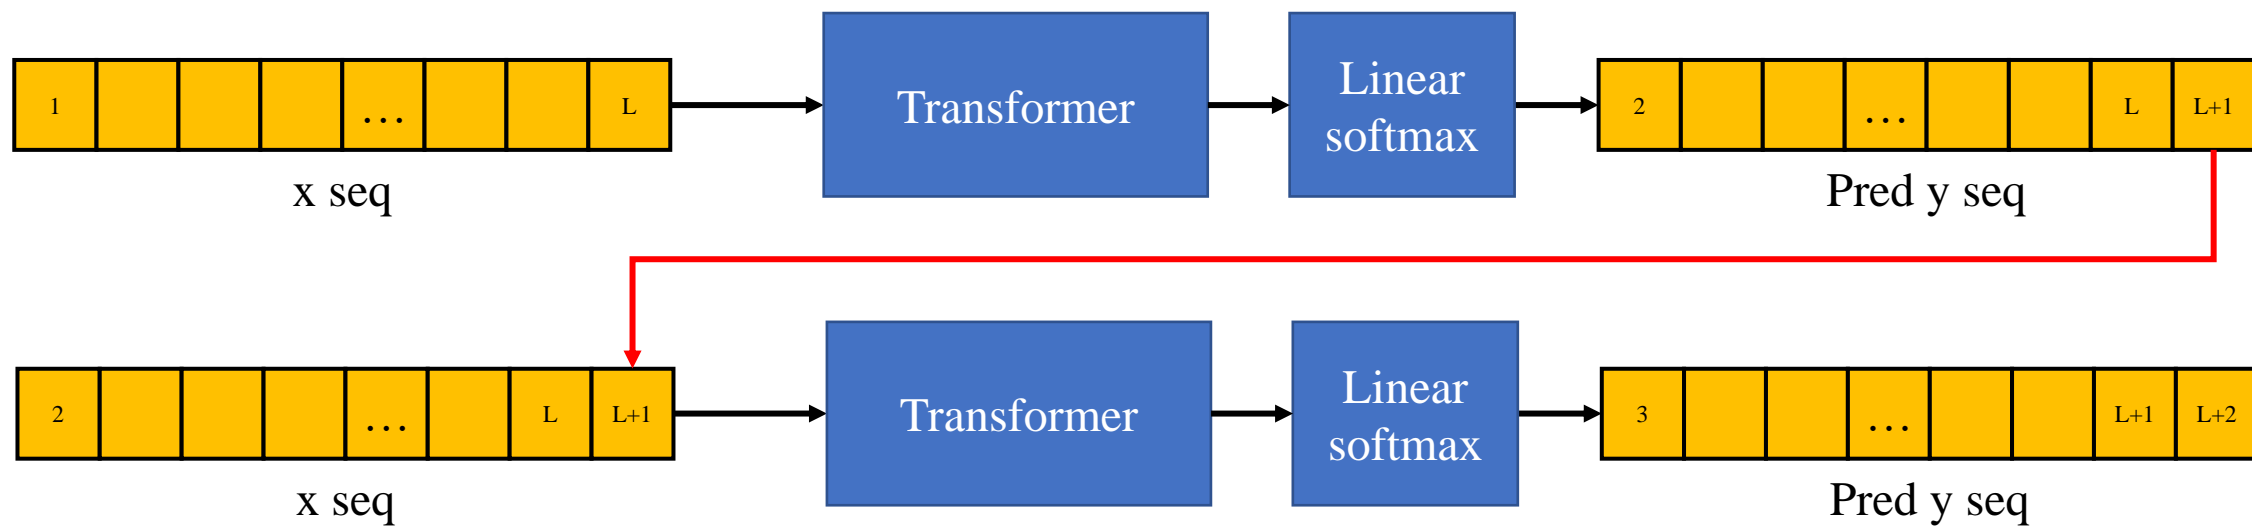 1 … L
Transformer
Linear
softmax
2 … L L+1
x seq
Pred y seq
2 … L L+1
Transformer
Linear
softmax
3 … L+1 L+2
x seq
Pred y seq